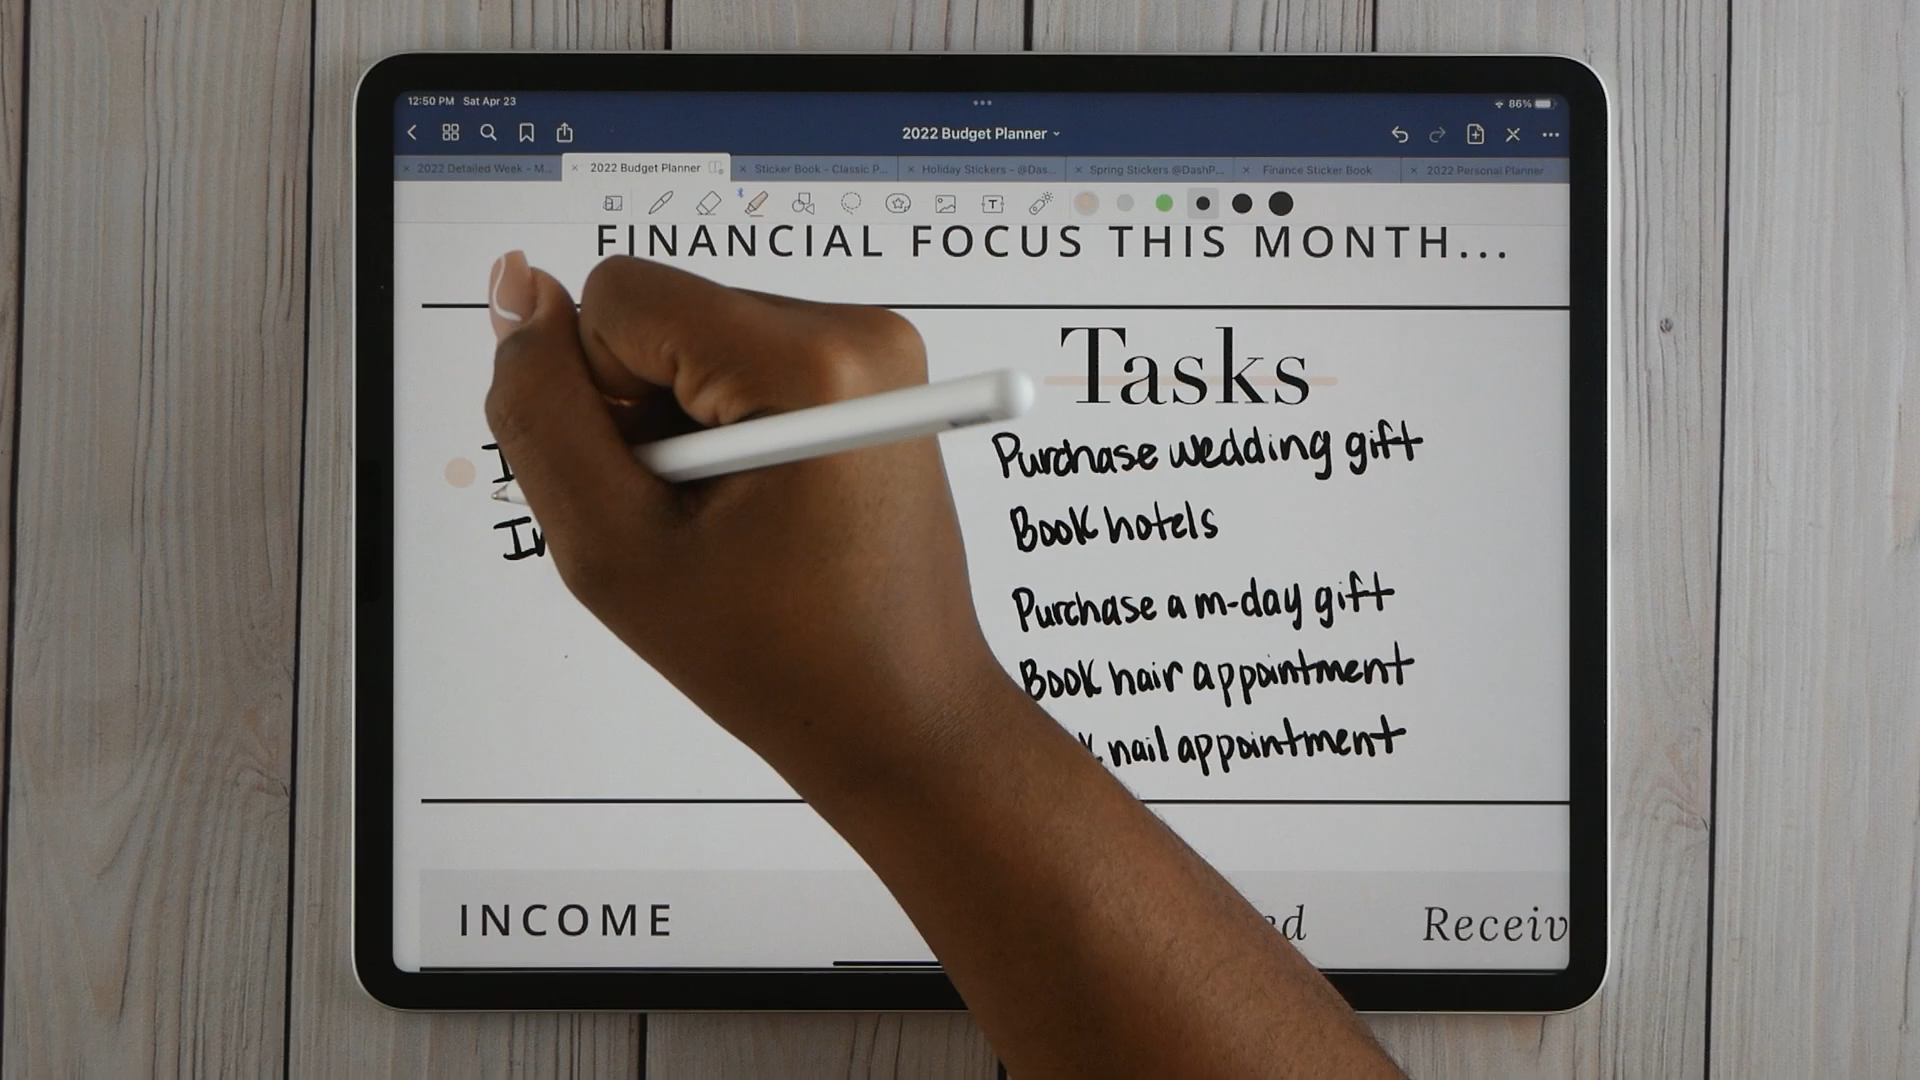 12:50 PM Sat Apr 23
86%
2022 Budget Planner
2022 Detailed Week - M...
2022 Budget Planner
Sticker Book - Classic P...
Holiday Stickers - @Das...
Spring Stickers @DashP...
Finance Sticker Book
2022 Personal Planner
FINANCIAL FOCUS THIS MONTH...
Tasks
Purchase wedding gift
Book hotels
Purchase a m-day gift
Book hair appointment
nail appointment
INCOME
Receiv